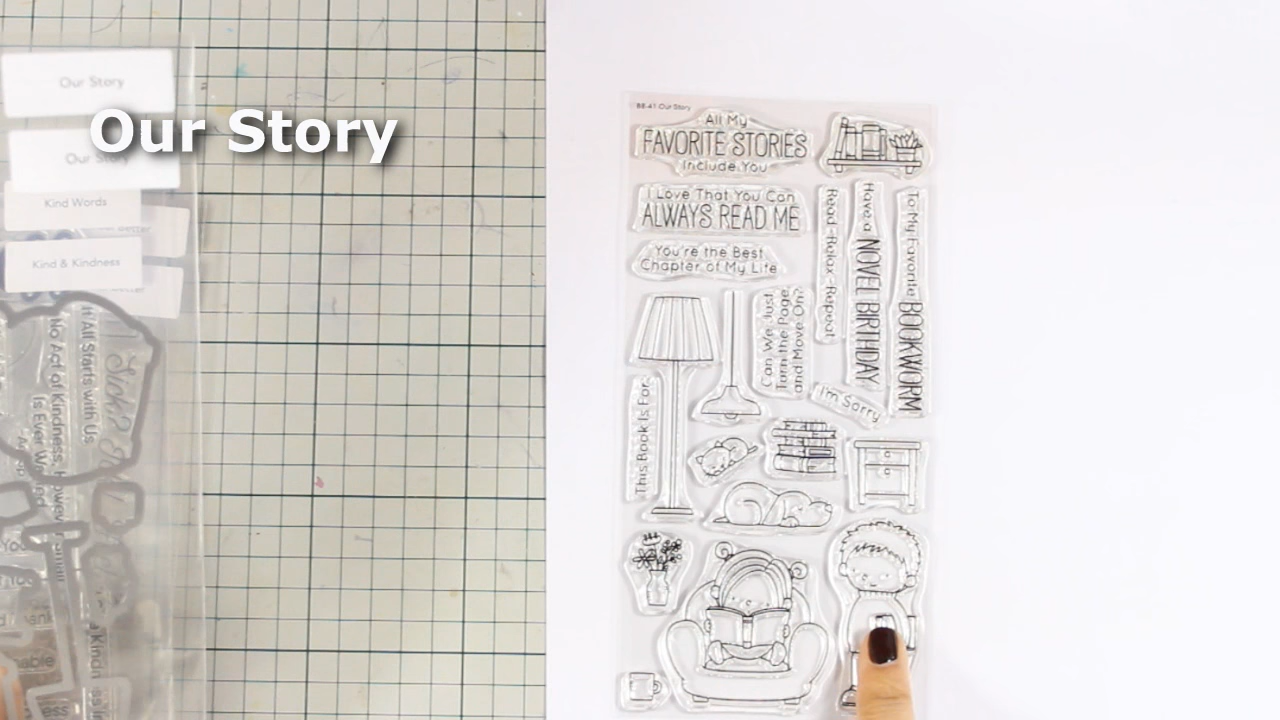 Our Story
Our Story
Our Story
Kind Words
Kind & Kindness
It All Starts with Us
No Act of Kindness, However Small
Is Ever
BB-41 Our Story
All My
FAVORITE STORIES
Include You
I Love That You Can
ALWAYS READ ME
You're the Best
Chapter of My Life
Read - Relax - Repeat
Have a NOVEL BIRTHDAY
To My Favorite BOOKWORM
Can We Just
Turn the Page
and Move On?
I'm Sorry
This Book Is For: